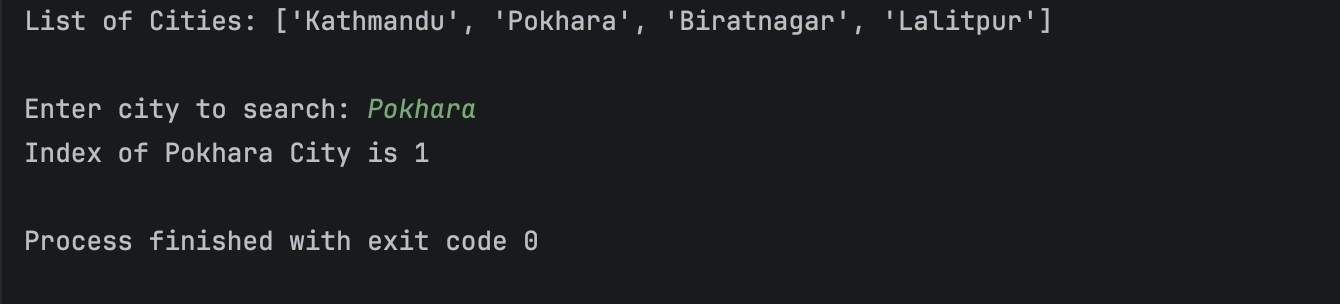 List of Cities: ['Kathmandu', 'Pokhara', 'Biratnagar', 'Lalitpur']
Enter city to search: Pokhara
Index of Pokhara City is 1
Process finished with exit code 0